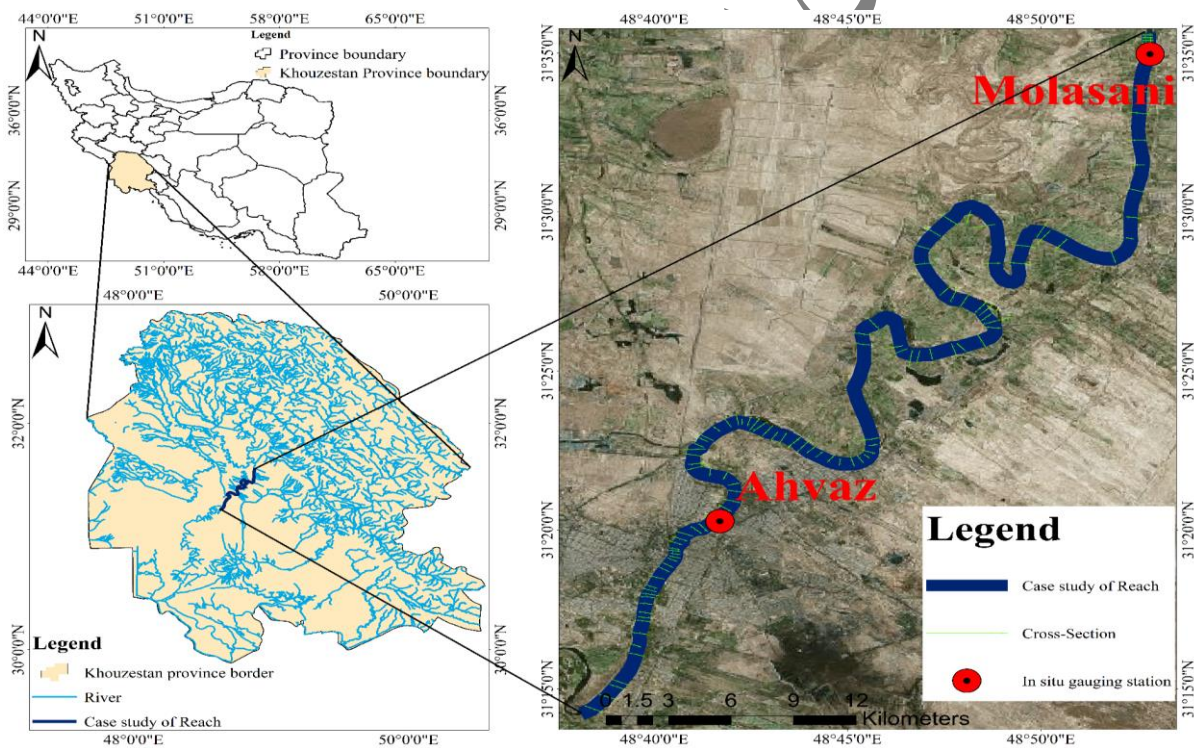 44°0'0"E 51°0'0"E 58°0'0"E 65°0'0"E
N
Legend
Province boundary
Khouzestan Province boundary
36°0'0"N
29°0'0"N
36°0'0"N
29°0'0"N
44°0'0"E 51°0'0"E 58°0'0"E 65°0'0"E
48°0'0"E 50°0'0"E
N
32°0'0"N
30°0'0"N
32°0'0"N
30°0'0"N
Legend
Khouzestan province border
River
Case study of Reach
48°0'0"E 50°0'0"E
48°40'0"E 48°45'0"E 48°50'0"E
N
31°35'0"N
31°30'0"N
31°25'0"N
31°20'0"N
31°15'0"N
Molasani
Ahvaz
Legend
Case study of Reach
Cross-Section
In situ gauging station
0 1.5 3 6 9 12
Kilometers
31°35'0"N
31°30'0"N
31°25'0"N
31°20'0"N
31°15'0"N
48°40'0"E 48°45'0"E 48°50'0"E